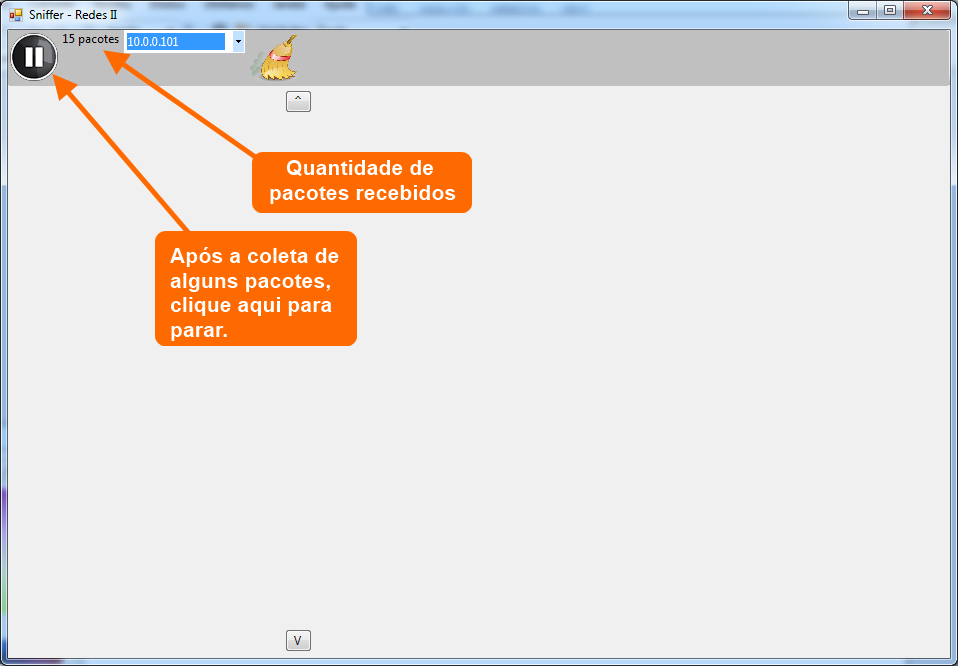 Sniffer - Redes II
15 pacotes
10.0.0.101
^
Quantidade de
pacotes recebidos
Após a coleta de
alguns pacotes,
clique aqui para
parar.
V